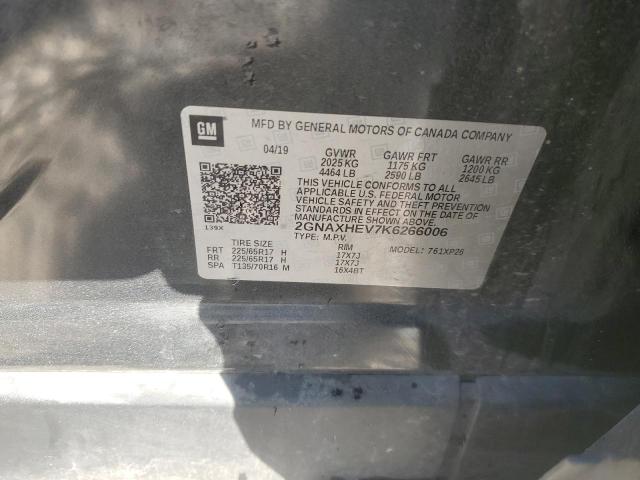 GM
MFD BY GENERAL MOTORS OF CANADA COMPANY
04/19 GVWR GAWR FRT GAWR RR
2025 KG 1175 KG 1200 KG
4464 LB 2590 LB 2645 LB
THIS VEHICLE CONFORMS TO ALL
APPLICABLE U.S. FEDERAL MOTOR
VEHICLE SAFETY AND THEFT PREVENTION
STANDARDS IN EFFECT ON THE DATE OF
MANUFACTURE SHOWN ABOVE.
139X 2GNAXHEV7K6266006
TYPE: M.P.V. MODEL: 761XP26
TIRE SIZE RIM
FRT 225/65R17 H 17X7J
RR 225/65R17 H 17X7J
SPA T135/70R16 M 16X4BT